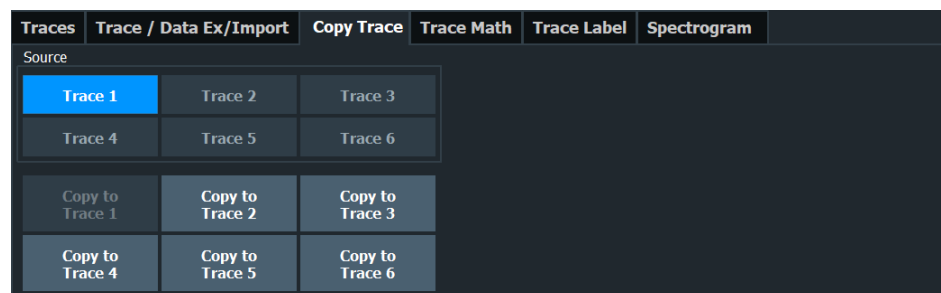 Traces Trace / Data Ex/Import Copy Trace Trace Math Trace Label Spectrogram
Source
Trace 1 Trace 2 Trace 3
Trace 4 Trace 5 Trace 6
Copy to Copy to Copy to
Trace 1 Trace 2 Trace 3
Copy to Copy to Copy to
Trace 4 Trace 5 Trace 6